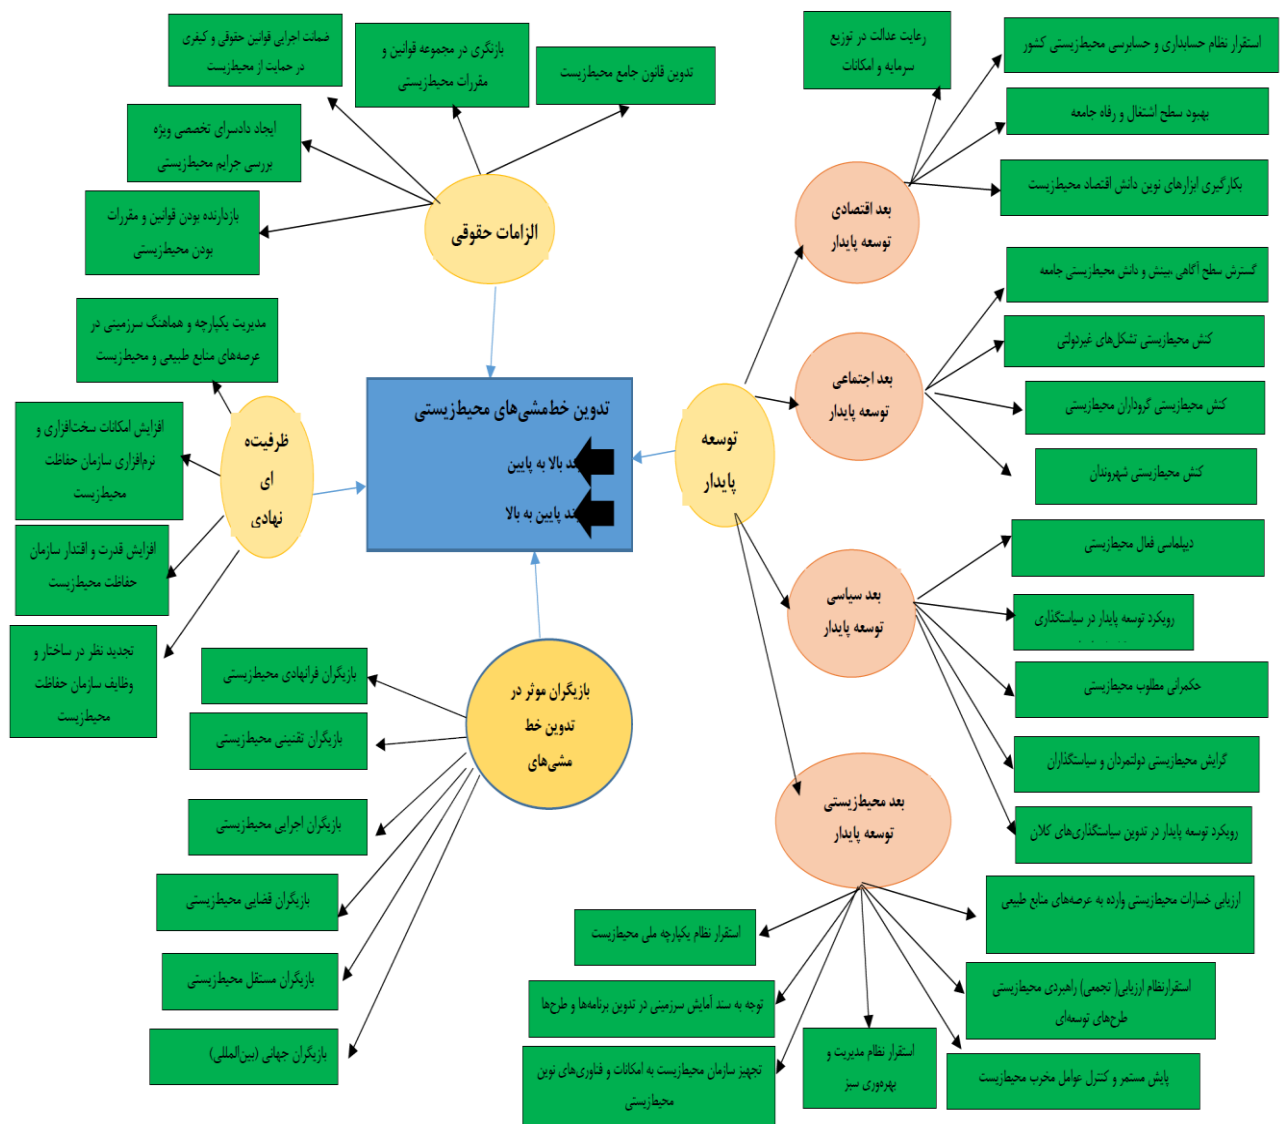 رعایت عدالت در توزیع
سرمایه و امکانات
استقرار نظام حسابداری و حسابرسی محیط‌زیستی کشور
بهبود سطح اشتغال و رفاه جامعه
بکارگیری ابزارهای نوین دانش اقتصاد محیط‌زیست
بعد اقتصادی
توسعه پایدار
گسترش سطح آگاهی ،بینش و دانش محیط‌زیستی جامعه
کنش محیط‌زیستی تشکل‌های غیردولتی
کنش محیط‌زیستی گروداران محیط‌زیستی
کنش محیط‌زیستی شهروندان
بعد اجتماعی
توسعه پایدار
توسعه
پایدار
دیپلماسی فعال محیط‌زیستی
رویکرد توسعه پایدار در سیاستگذاری
حکمرانی مطلوب محیط‌زیستی
گرایش محیط‌زیستی دولتمردان و سیاستگذاران
رویکرد توسعه پایدار در تدوین سیاستگذاری‌های کلان
بعد سیاسی
توسعه پایدار
بعد محیط‌زیستی
توسعه پایدار
ارزیابی خسارات محیط‌زیستی وارده به عرصه‌های منابع طبیعی
استقرارنظام ارزیابی( تجمعی) راهبردی محیط‌زیستی
طرح‌های توسعه‌ای
پایش مستمر و کنترل عوامل مخرب محیط‌زیست
استقرار نظام مدیریت و
بهره‌وری سبز
استقرار نظام یکپارچه ملی محیط‌زیست
توجه به سند آمایش سرزمینی در تدوین برنامه‌ها و طرح‌ها
تجهیز سازمان محیط‌زیست به امکانات و فناوری‌های نوین
محیط‌زیستی
تدوین قانون جامع محیط‌زیست
بازنگری در مجموعه قوانین و
مقررات محیط‌زیستی
ضمانت اجرایی قوانین حقوقی و کیفری
در حمایت از محیط‌زیست
ایجاد دادسرای تخصصی ویژه
بررسی جرایم محیط‌زیستی
بازدارنده بودن قوانین و مقررات
بودن محیط‌زیستی
الزامات حقوقی
تدوین خط‌مشی‌های محیط‌زیستی
بالا به پایین
پایین به بالا
مدیریت یکپارچه و هماهنگ سرزمینی در
عرصه‌های منابع طبیعی و محیط‌زیست
افزایش امکانات سخت‌افزاری و
نرم‌افزاری سازمان حفاظت
محیط‌زیست
افزایش قدرت و اقتدار سازمان
حفاظت محیط‌زیست
تجدید نظر در ساختار و
وظایف سازمان حفاظت
محیط‌زیست
ظرفیت‌ه
ای
نهادی
بازیگران موثر در
تدوین خط
مشی‌های
بازیگران فرانهادی محیط‌زیستی
بازیگران تقنینی محیط‌زیستی
بازیگران اجرایی محیط‌زیستی
بازیگران قضایی محیط‌زیستی
بازیگران مستقل محیط‌زیستی
بازیگران جهانی (بین‌المللی)